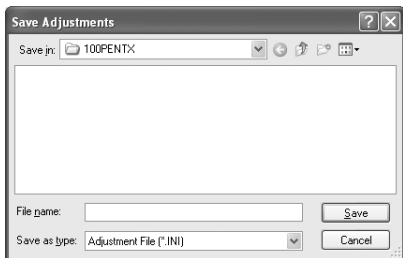 Save Adjustments
Save in: 100PENTX
File name:
Save
Save as type: Adjustment File (*.INI)
Cancel